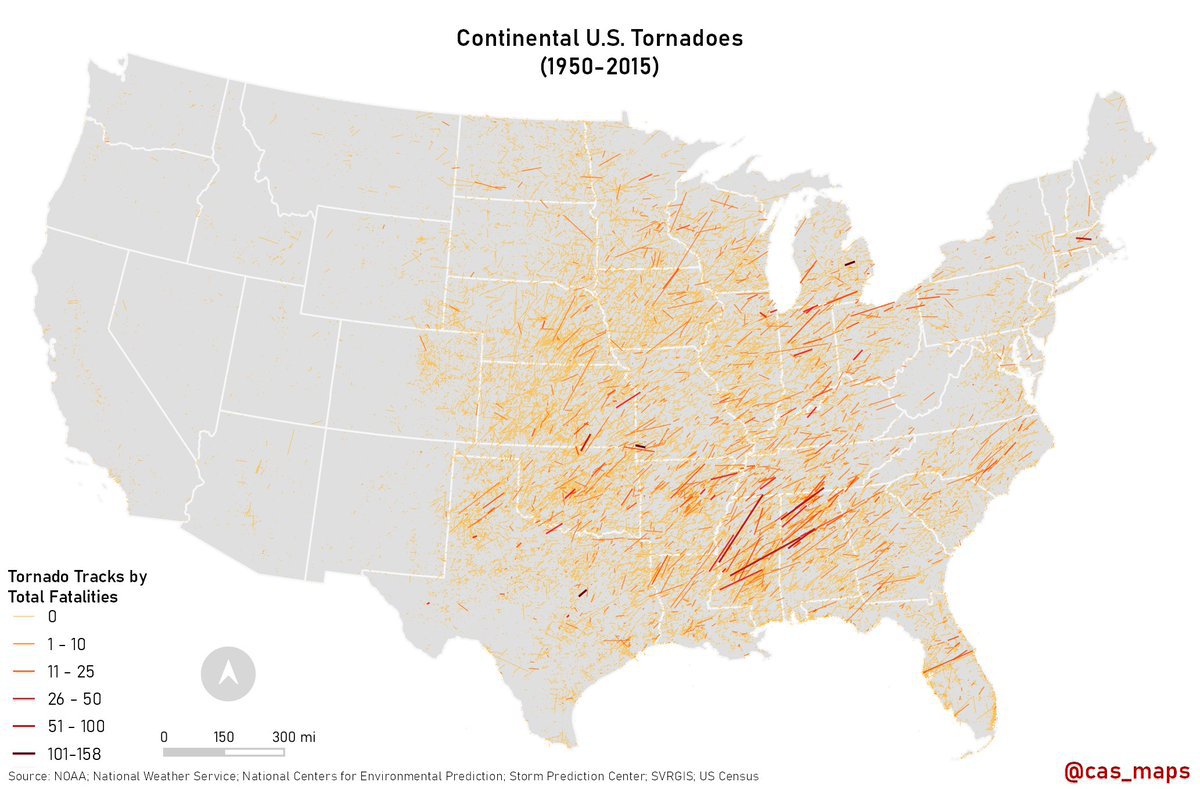 Continental U.S. Tornadoes
(1950-2015)
Tornado Tracks by
Total Fatalities
0
1 - 10
11 - 25
26 - 50
51 - 100
101-158
0 150 300 mi
Source: NOAA; National Weather Service; National Centers for Environmental Prediction; Storm Prediction Center; SVRGIS; US Census
@cas_maps